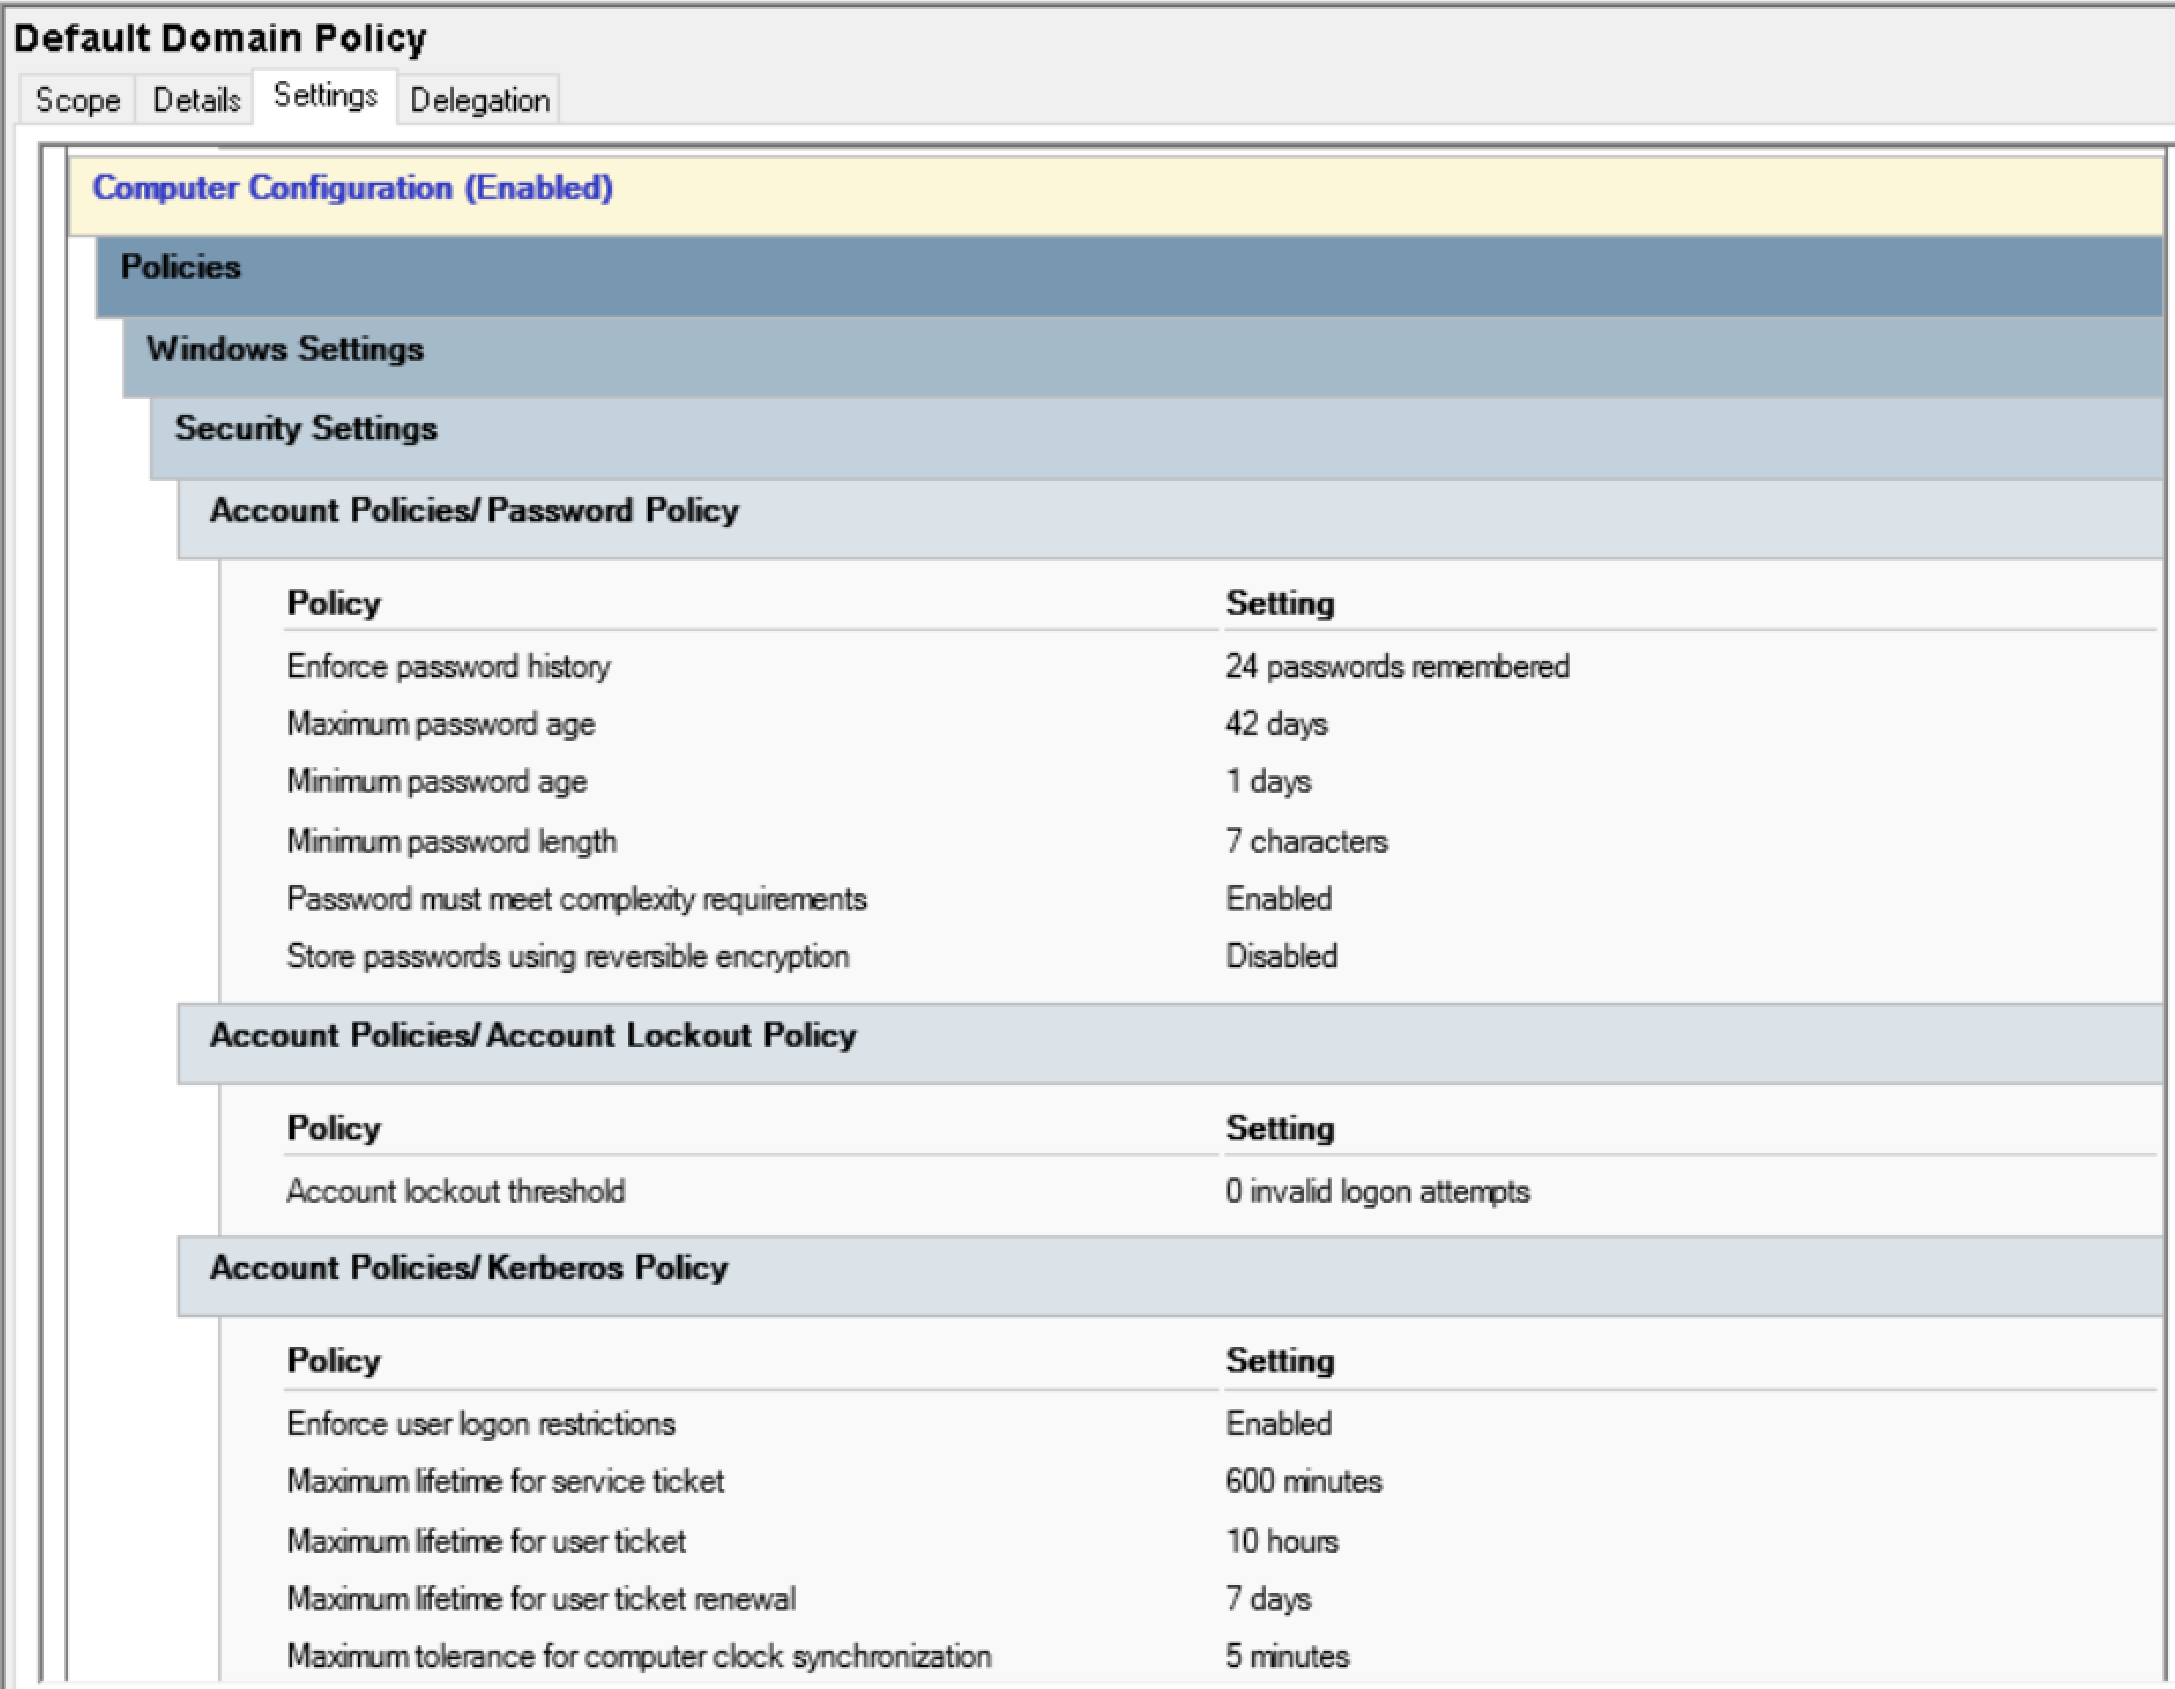 Default Domain Policy
Scope Details Settings Delegation
Computer Configuration (Enabled)
Policies
Windows Settings
Security Settings
Account Policies/Password Policy
Policy Setting
Enforce password history 24 passwords remembered
Maximum password age 42 days
Minimum password age 1 days
Minimum password length 7 characters
Password must meet complexity requirements Enabled
Store passwords using reversible encryption Disabled
Account Policies/Account Lockout Policy
Policy Setting
Account lockout threshold 0 invalid logon attempts
Account Policies/Kerberos Policy
Policy Setting
Enforce user logon restrictions Enabled
Maximum lifetime for service ticket 600 minutes
Maximum lifetime for user ticket 10 hours
Maximum lifetime for user ticket renewal 7 days
Maximum tolerance for computer clock synchronization 5 minutes